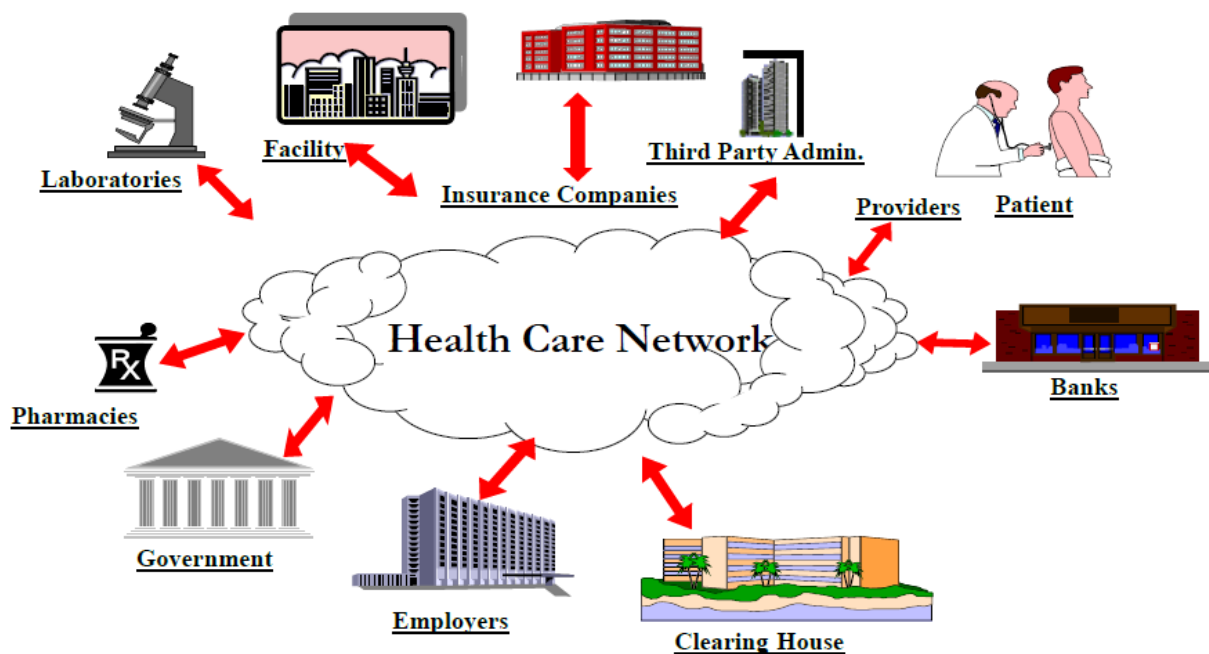 Facility
Third Party Admin.
Laboratories
Insurance Companies
Providers
Patient
Health Care Network
RX
Banks
Pharmacies
Government
Employers
Clearing House